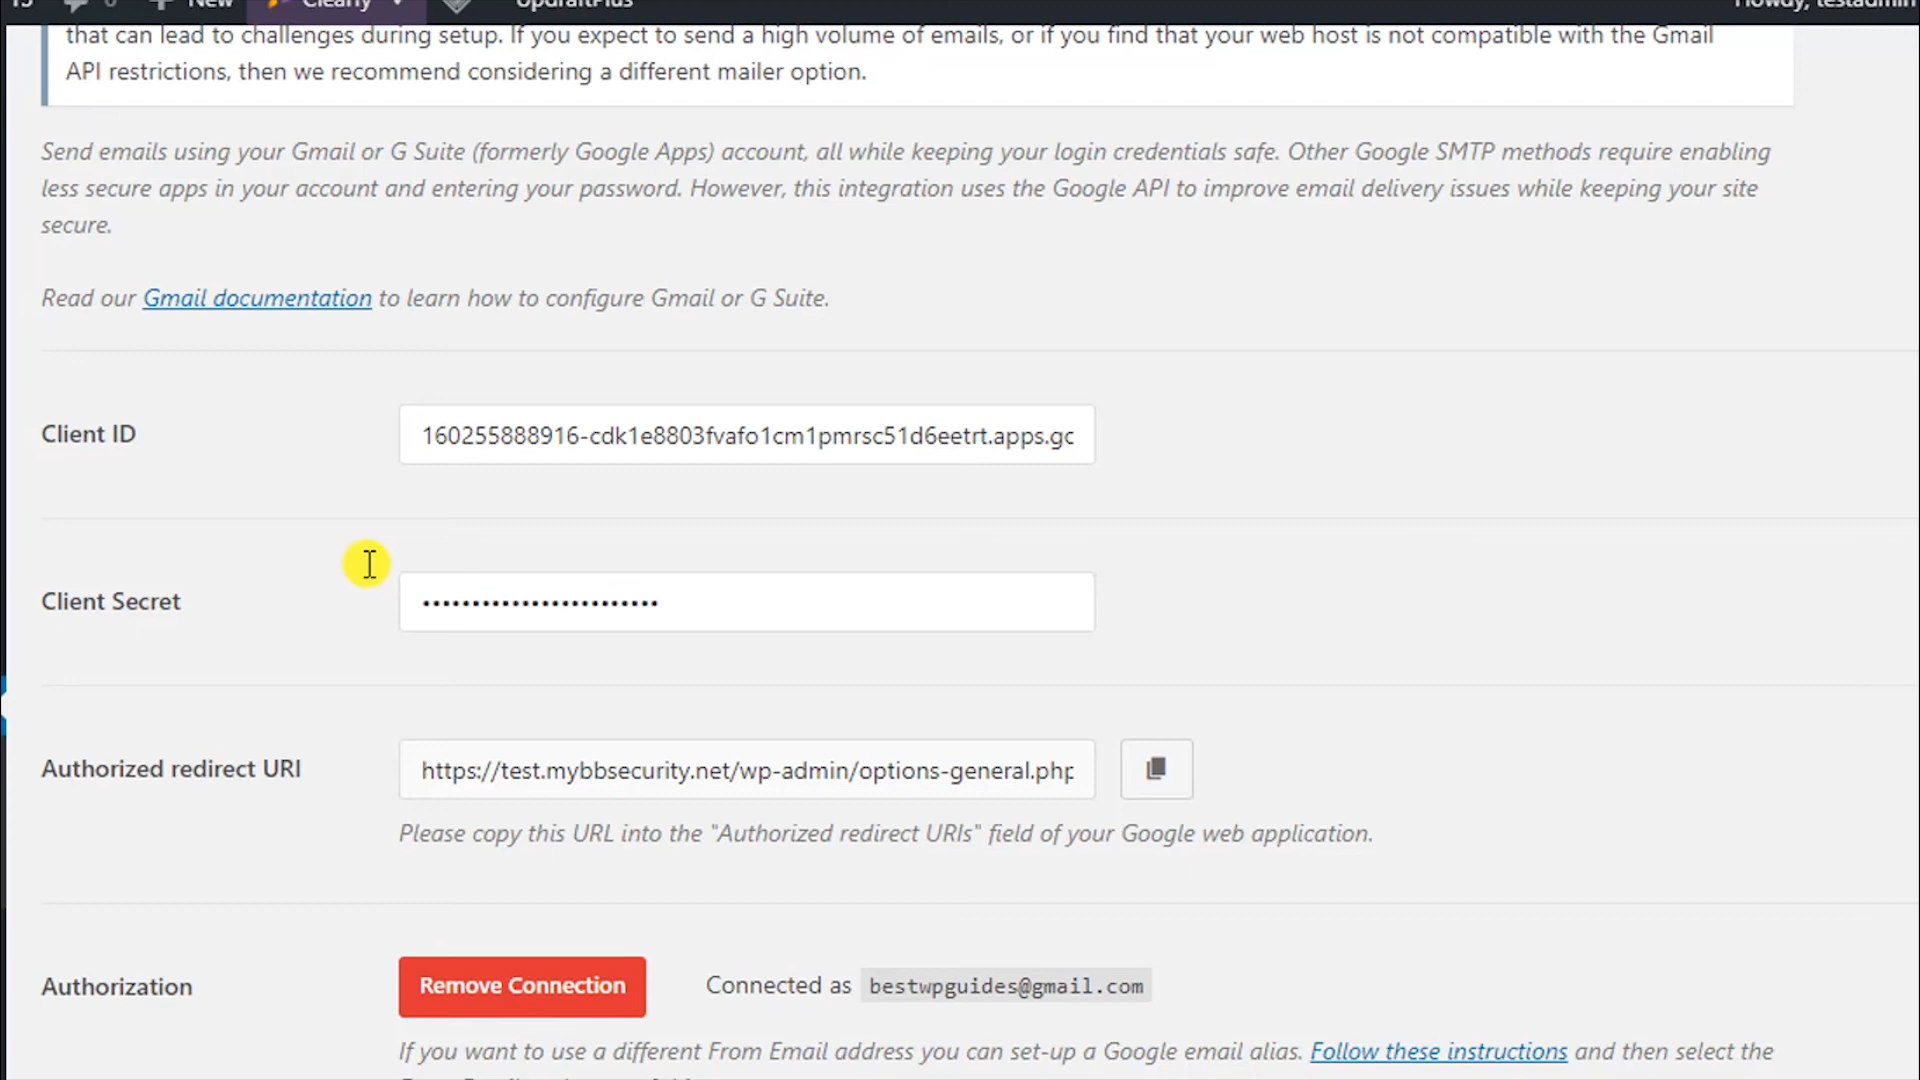 15 0 New Clearfy UpdraftPlus Howdy, testadmin
that can lead to challenges during setup. If you expect to send a high volume of emails, or if you find that your web host is not compatible with the Gmail
API restrictions, then we recommend considering a different mailer option.
Send emails using your Gmail or G Suite (formerly Google Apps) account, all while keeping your login credentials safe. Other Google SMTP methods require enabling
less secure apps in your account and entering your password. However, this integration uses the Google API to improve email delivery issues while keeping your site
secure.
Read our Gmail documentation to learn how to configure Gmail or G Suite.
Client ID
160255888916-cdk1e8803fvafo1cm1pmrsc51d6eetrt.apps.gc
Client Secret
Authorized redirect URI
https://test.mybbsecurity.net/wp-admin/options-general.php
Please copy this URL into the "Authorized redirect URIs" field of your Google web application.
Authorization
Remove Connection
Connected as bestwpguides@gmail.com
If you want to use a different From Email address you can set-up a Google email alias. Follow these instructions and then select the